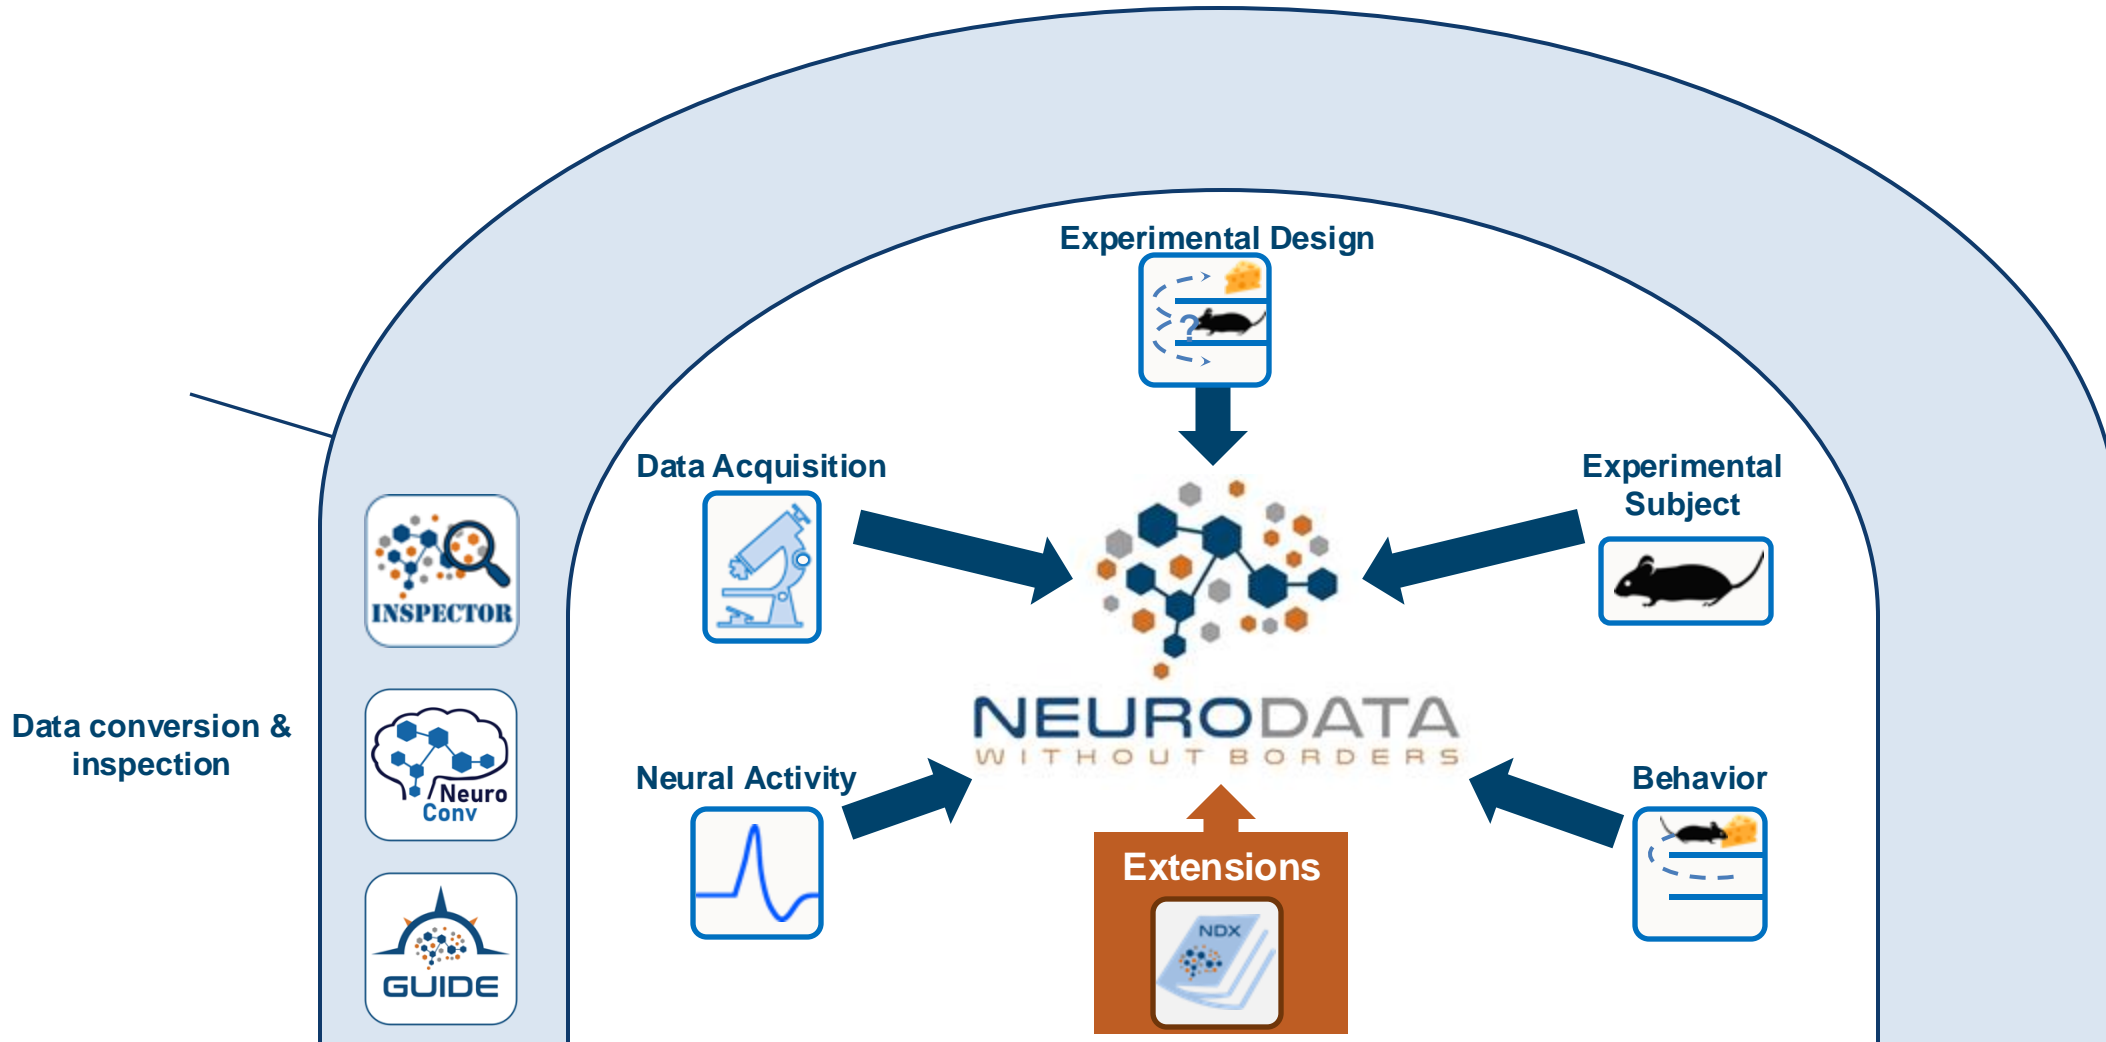 Experimental Design
?
Data Acquisition
Experimental
Subject
INSPECTOR
NEURODATA
WITHOUT BORDERS
Data conversion &
inspection
Neuro
Conv
Neural Activity
Behavior
Extensions
NDX
GUIDE